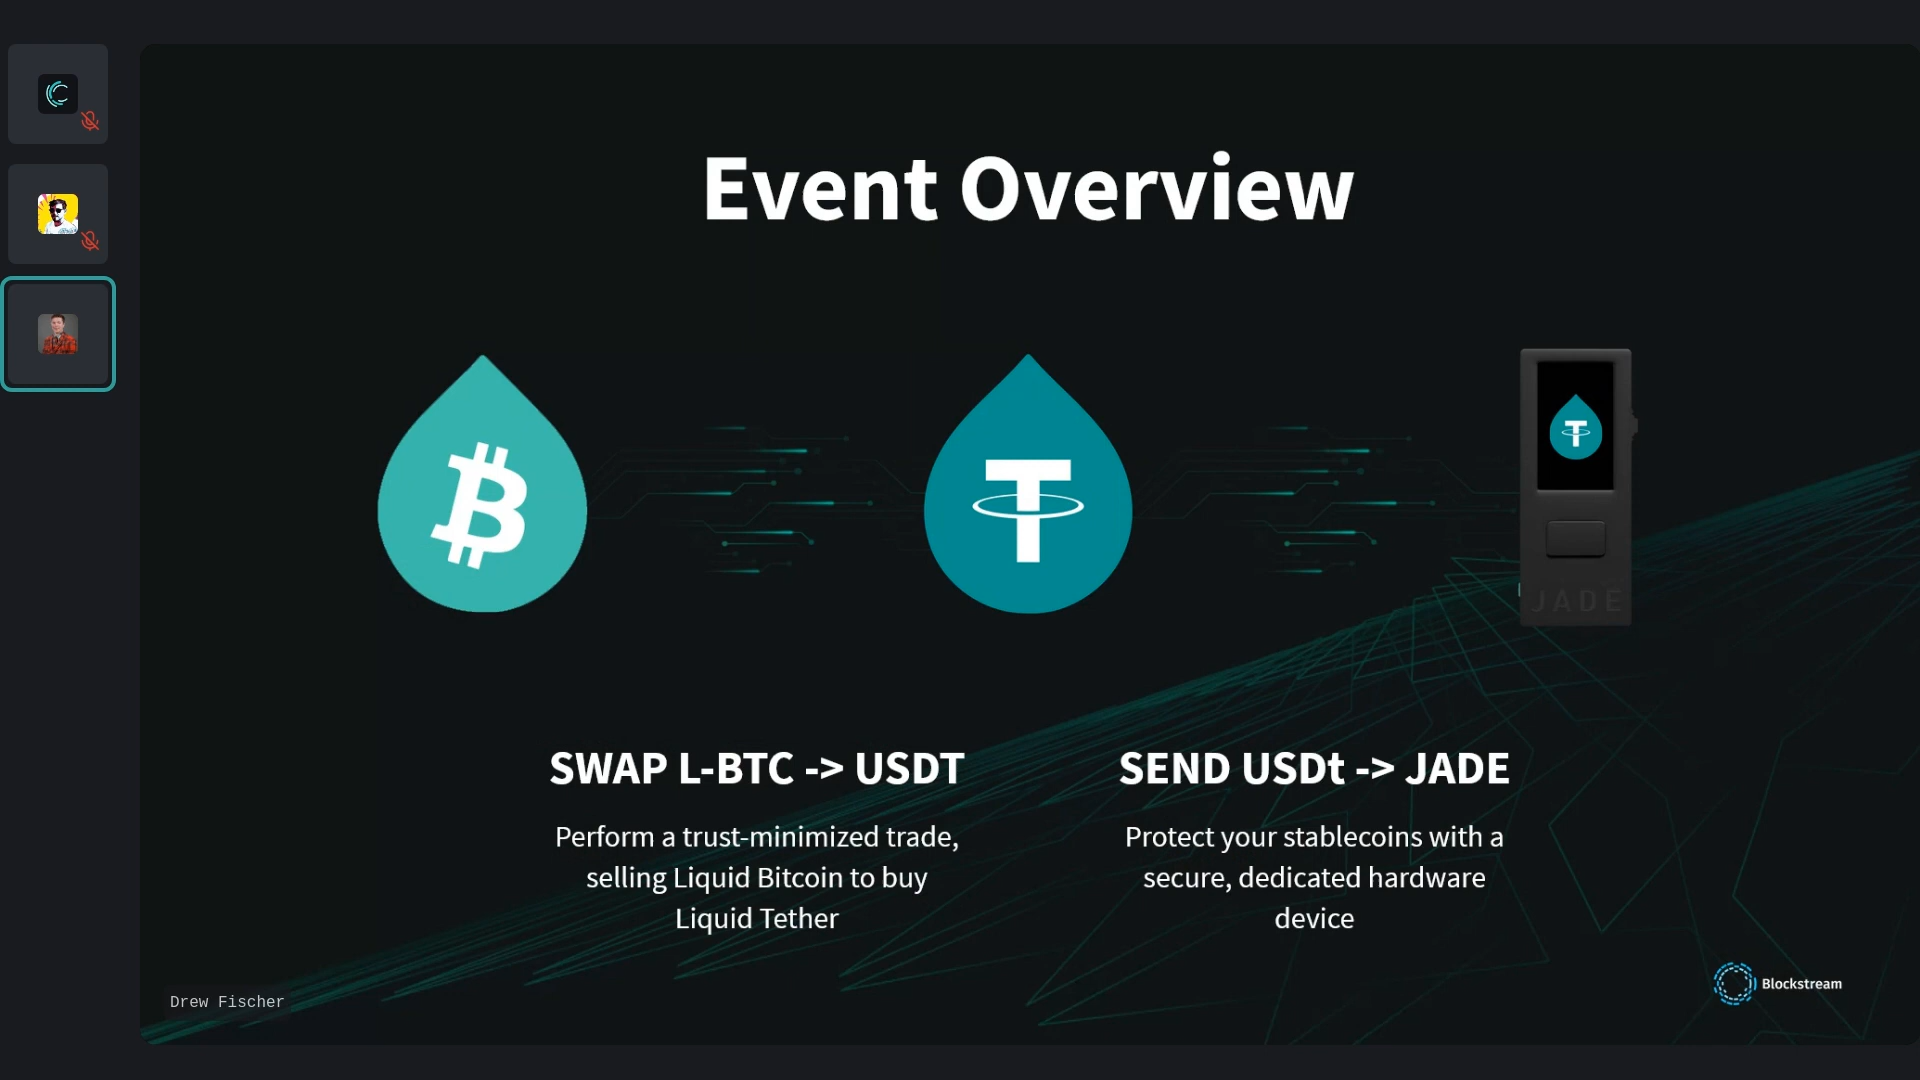 Event Overview
JADE
SWAP L-BTC -> USDT
Perform a trust-minimized trade,
selling Liquid Bitcoin to buy
Liquid Tether
SEND USDt -> JADE
Protect your stablecoins with a
secure, dedicated hardware
device
Drew Fischer
Blockstream